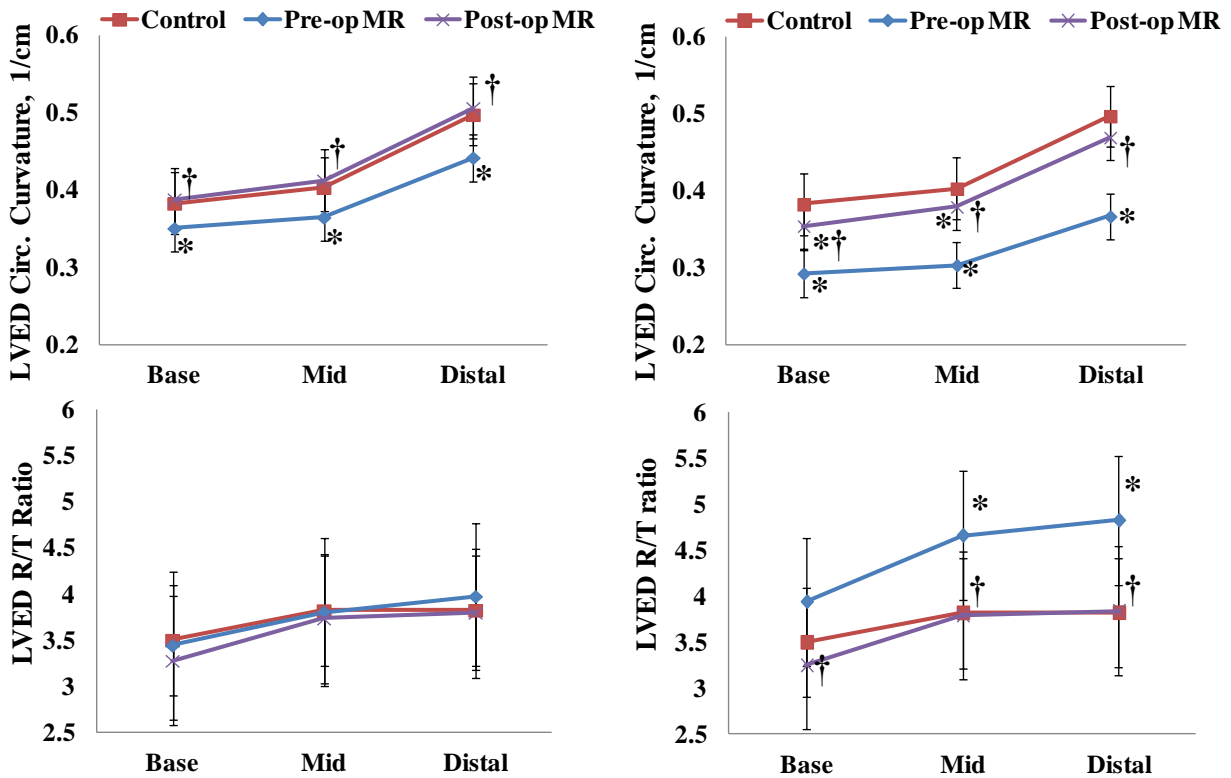 Control Pre-op MR Post-op MR
LVED Circ. Curvature, 1/cm
0.6
0.5
0.4
0.3
0.2
† † †
* * *
Base Mid Distal
Control Pre-op MR Post-op MR
LVED Circ. Curvature, 1/cm
0.6
0.5
0.4
0.3
0.2
*† *† †
* * *
Base Mid Distal
LVED R/T Ratio
6
5.5
5
4.5
4
3.5
3
2.5
Base Mid Distal
LVED R/T ratio
6
5.5
5
4.5
4
3.5
3
2.5
* *
† † †
Base Mid Distal